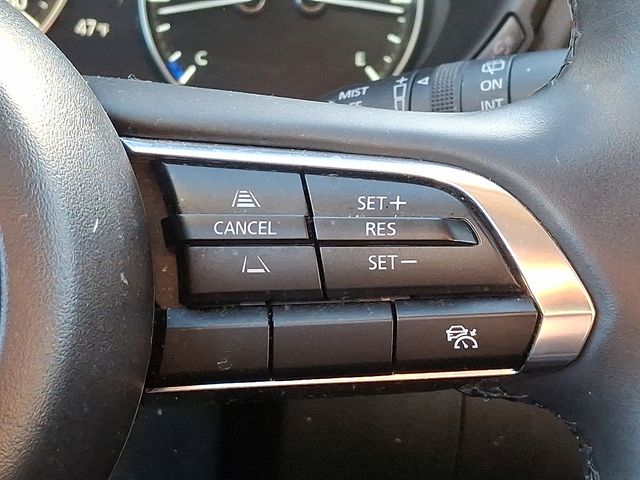 47°F
C
E
MIST
ON
INT
SET+
CANCEL
RES
SET−